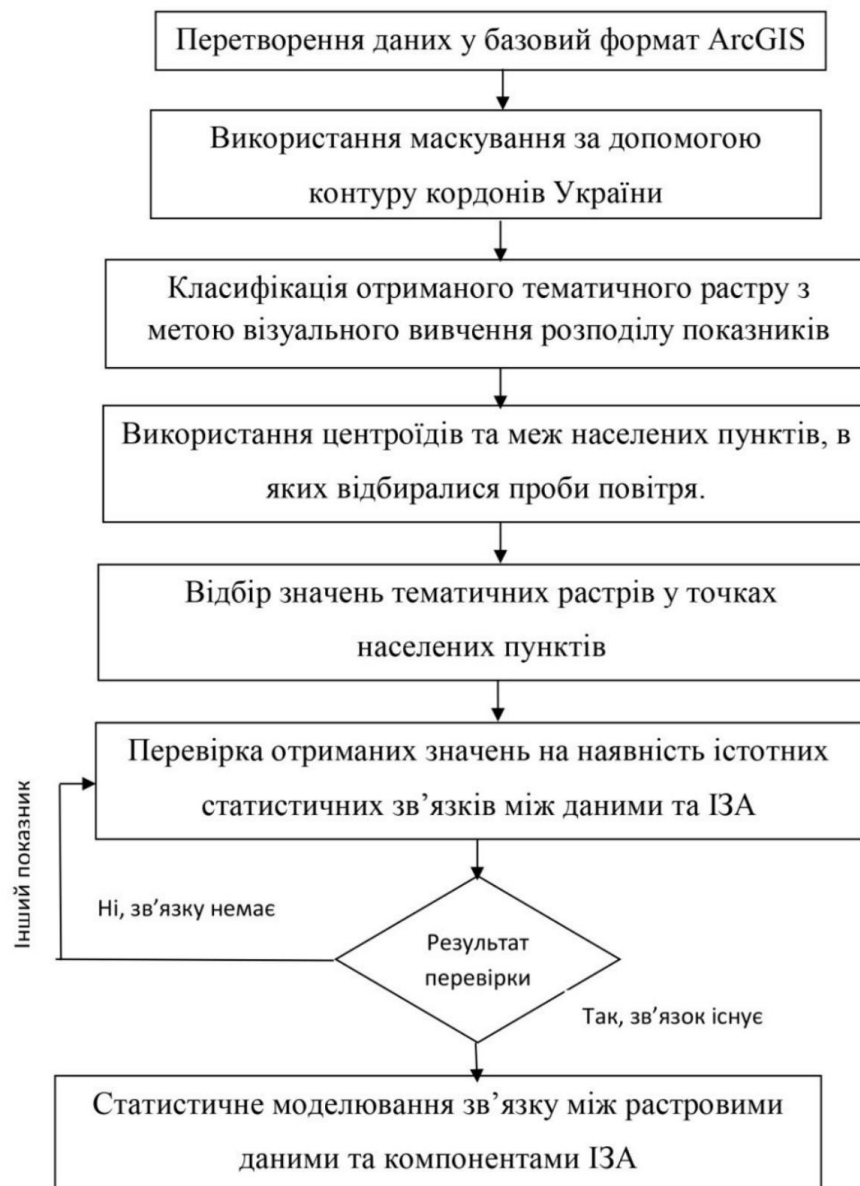 Перетворення даних у базовий формат ArcGIS
Використання маскування за допомогою
контуру кордонів України
Класифікація отриманого тематичного растру з
метою візуального вивчення розподілу показників
Використання центроїдів та меж населених пунктів, в
яких відбиралися проби повітря.
Відбір значень тематичних растрів у точках
населених пунктів
Перевірка отриманих значень на наявність істотних
статистичних зв’язків між даними та ІЗА
Інший показник
Ні, зв’язку немає
Результат
перевірки
Так, зв’язок існує
Статистичне моделювання зв’язку між растровими
даними та компонентами ІЗА